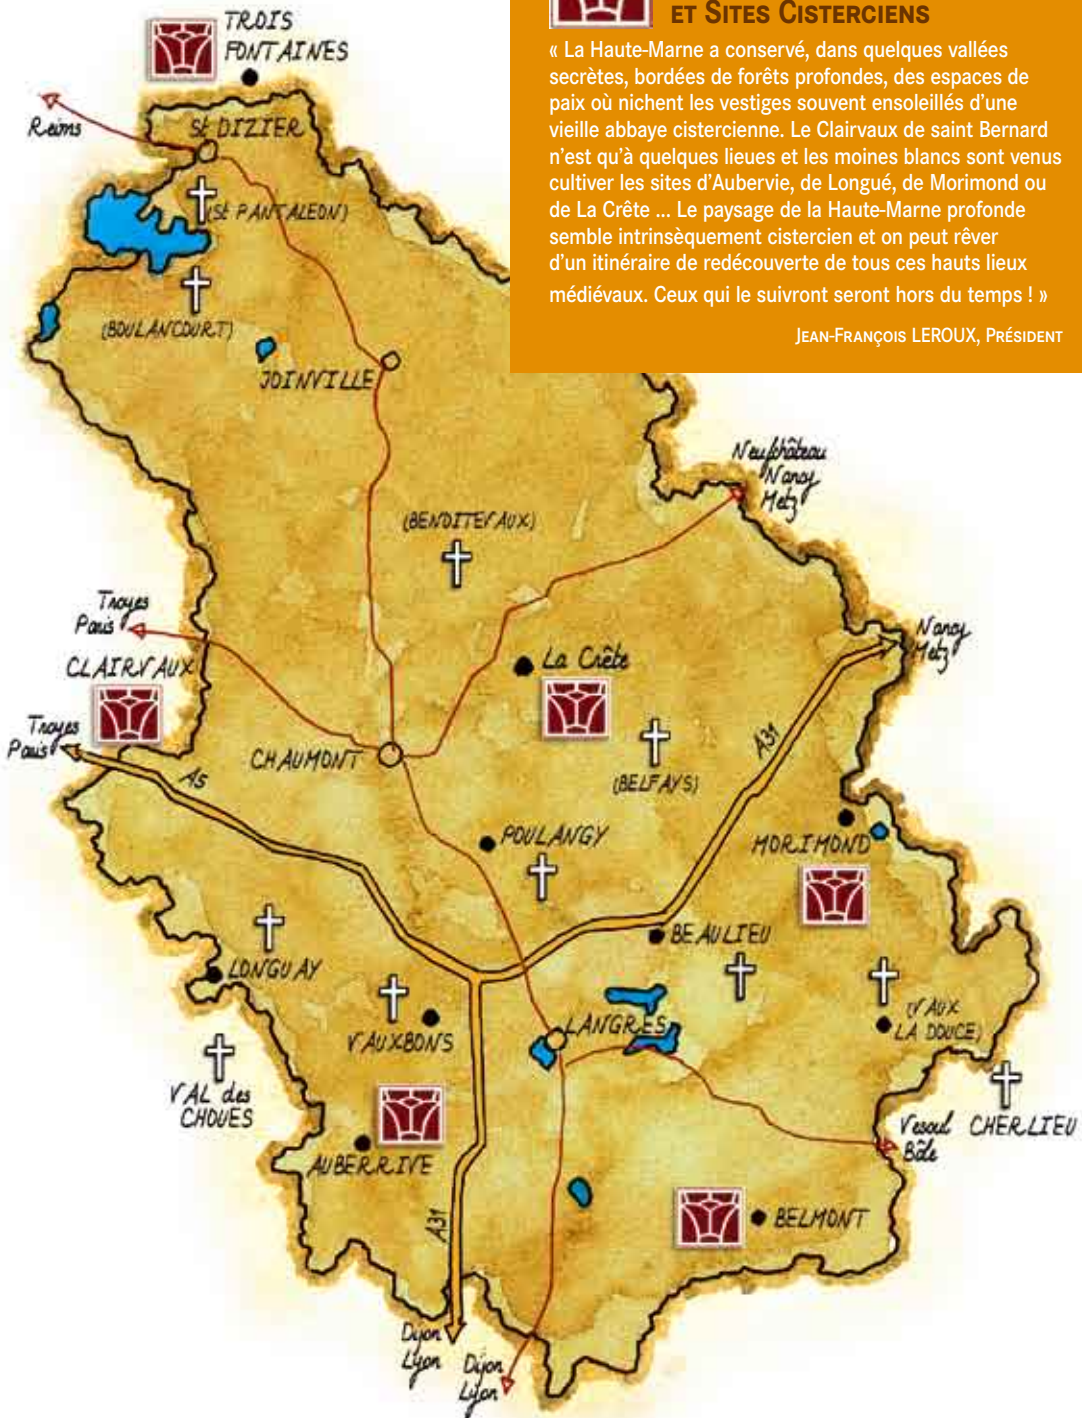 TROIS
FONTAINES
ET SITES CISTERCIENS
« La Haute-Marne a conservé, dans quelques vallées
secrètes, bordées de forêts profondes, des espaces de
paix où nichent les vestiges souvent ensoleillés d'une
vieille abbaye cistercienne. Le Clairvaux de saint Bernard
n'est qu'à quelques lieues et les moines blancs sont venus
cultiver les sites d'Aubervie, de Longué, de Morimond ou
de La Crête ... Le paysage de la Haute-Marne profonde
semble intrinsèquement cistercien et on peut rêver
d'un itinéraire de redécouverte de tous ces hauts lieux
médiévaux. Ceux qui le suivront seront hors du temps ! »
JEAN-FRANÇOIS LEROUX, PRÉSIDENT
Reims
St DIZIER
(St PANTALEON)
(BOULANCOURT)
JOINVILLE
Neufchâteau
Nancy
Metz
(BENDITEVAUX)
Troyes
Paris
Nancy
Metz
CLAIRVAUX
La Crête
Troyes
Paris
A5
CHAUMONT
A31
(BELFAYS)
POULANGY
MORIMOND
BEAULIEU
LONGUAY
(VAUX
LA DOUCE)
LANGRES
VAUXBONS
VAL des
CHOUES
Vesoul
Bâle
CHERLIEU
AUBERRIVE
A31
BELMONT
Dijon
Lyon
Dijon
Lyon